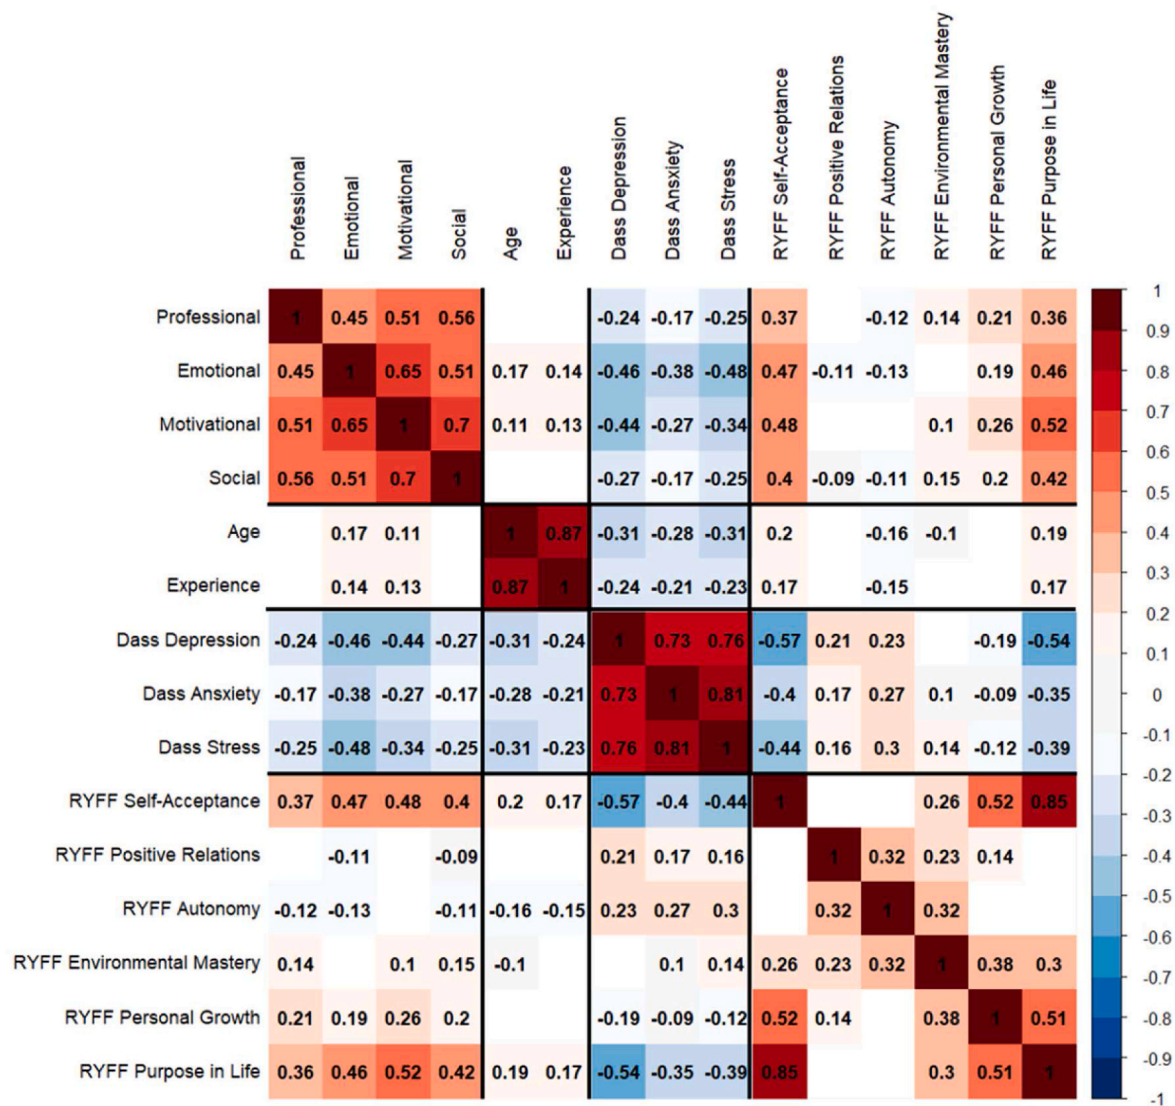 Professional
Emotional
Motivational
Social
Age
Experience
Dass Depression
Dass Ansxiety
Dass Stress
RYFF Self-Acceptance
RYFF Positive Relations
RYFF Autonomy
RYFF Environmental Mastery
RYFF Personal Growth
RYFF Purpose in Life
Professional 1 0.45 0.51 0.56 -0.24 -0.17 -0.25 0.37 -0.12 0.14 0.21 0.36
Emotional 0.45 1 0.65 0.51 0.17 0.14 -0.46 -0.38 -0.48 0.47 -0.11 -0.13 0.19 0.46
Motivational 0.51 0.65 1 0.7 0.11 0.13 -0.44 -0.27 -0.34 0.48 0.1 0.26 0.52
Social 0.56 0.51 0.7 1 -0.27 -0.17 -0.25 0.4 -0.09 -0.11 0.15 0.2 0.42
Age 0.17 0.11 1 0.87 -0.31 -0.28 -0.31 0.2 -0.16 -0.1 0.19
Experience 0.14 0.13 0.87 1 -0.24 -0.21 -0.23 0.17 -0.15 0.17
Dass Depression -0.24 -0.46 -0.44 -0.27 -0.31 -0.24 1 0.73 0.76 -0.57 0.21 0.23 -0.19 -0.54
Dass Ansxiety -0.17 -0.38 -0.27 -0.17 -0.28 -0.21 0.73 1 0.81 -0.4 0.17 0.27 0.1 -0.09 -0.35
Dass Stress -0.25 -0.48 -0.34 -0.25 -0.31 -0.23 0.76 0.81 1 -0.44 0.16 0.3 0.14 -0.12 -0.39
RYFF Self-Acceptance 0.37 0.47 0.48 0.4 0.2 0.17 -0.57 -0.4 -0.44 1 0.26 0.52 0.85
RYFF Positive Relations -0.11 -0.09 0.21 0.17 0.16 1 0.32 0.23 0.14
RYFF Autonomy -0.12 -0.13 -0.11 -0.16 -0.15 0.23 0.27 0.3 0.32 1 0.32
RYFF Environmental Mastery 0.14 0.1 0.15 -0.1 0.1 0.14 0.26 0.23 0.32 1 0.38 0.3
RYFF Personal Growth 0.21 0.19 0.26 0.2 -0.19 -0.09 -0.12 0.52 0.14 0.38 1 0.51
RYFF Purpose in Life 0.36 0.46 0.52 0.42 0.19 0.17 -0.54 -0.35 -0.39 0.85 0.3 0.51 1
1
0.9
0.8
0.7
0.6
0.5
0.4
0.3
0.2
0.1
0
-0.1
-0.2
-0.3
-0.4
-0.5
-0.6
-0.7
-0.8
-0.9
-1